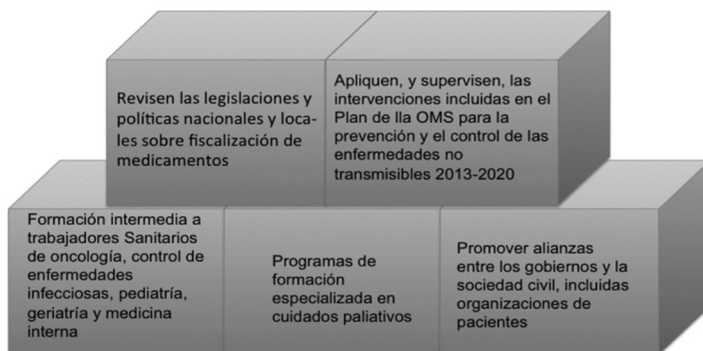 Revisen las legislaciones y
políticas nacionales y loca-
les sobre fiscalización de
medicamentos
Apliquen, y supervisen, las
intervenciones incluidas en el
Plan de lla OMS para la
prevención y el control de las
enfermedades no
transmisibles 2013-2020
Formación intermedia a
trabajadores Sanitarios
de oncología, control de
enfermedades
infecciosas, pediatría,
geriatría y medicina
interna
Programas de
formación
especializada en
cuidados paliativos
Promover alianzas
entre los gobiernos y la
sociedad civil, incluidas
organizaciones de
pacientes